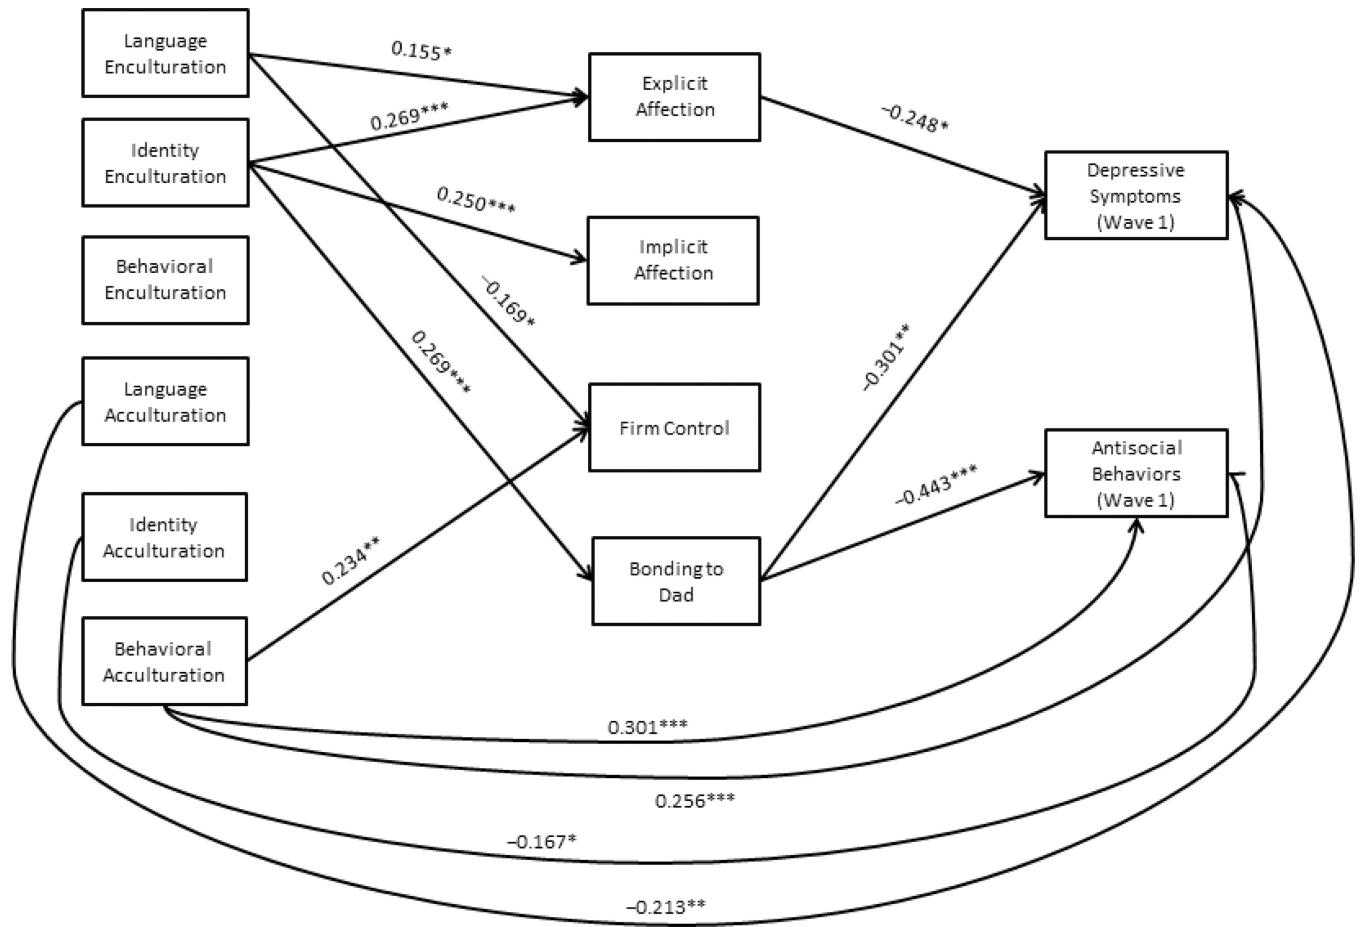 Language
Enculturation
Identity
Enculturation
Behavioral
Enculturation
Language
Acculturation
Identity
Acculturation
Behavioral
Acculturation
0.155*
0.269***
0.250***
−0.169*
0.269***
0.234**
Explicit
Affection
Implicit
Affection
Firm Control
Bonding to
Dad
−0.248*
−0.301**
−0.443***
Depressive
Symptoms
(Wave 1)
Antisocial
Behaviors
(Wave 1)
0.301***
0.256***
−0.167*
−0.213**